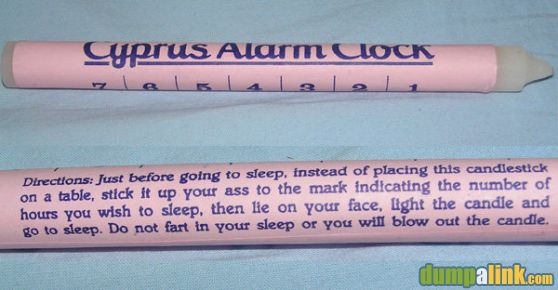 Cyprus Alarm Clock
7 | 6 | 5 | 4 | 3 | 2 | 1
Directions: Just before going to sleep, instead of placing this candlestick
on a table, stick it up your ass to the mark indicating the number of
hours you wish to sleep, then lie on your face, light the candle and
go to sleep. Do not fart in your sleep or you will blow out the candle.
dumpalink.com